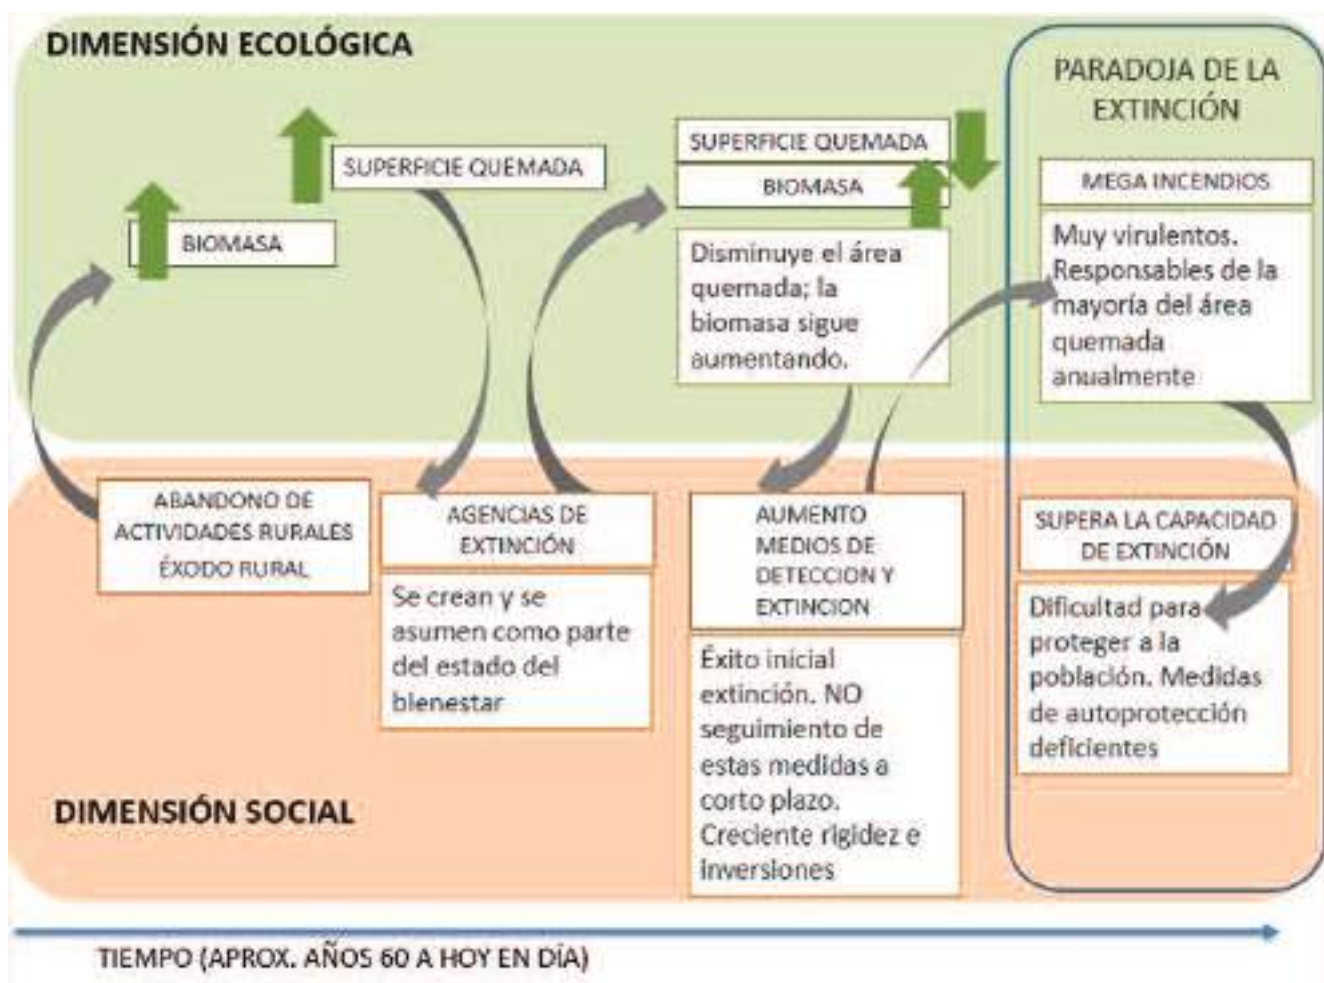 DIMENSIÓN ECOLÓGICA
SUPERFICIE QUEMADA
BIOMASA
SUPERFICIE QUEMADA
BIOMASA
Disminuye el área
quemada; la
biomasa sigue
aumentando.
PARADOJA DE LA
EXTINCIÓN
MEGA INCENDIOS
Muy virulentos.
Responsables de la
mayoría del área
quemada
anualmente
ABANDONO DE
ACTIVIDADES RURALES
ÉXODO RURAL
AGENCIAS DE
EXTINCIÓN
Se crean y se
asumen como parte
del estado del
bienestar
AUMENTO
MEDIOS DE
DETECCION Y
EXTINCION
Éxito inicial
extinción. NO
seguimiento de
estas medidas a
corto plazo.
Creciente rigidez e
inversiones
SUPERA LA CAPACIDAD
DE EXTINCIÓN
Dificultad para
proteger a la
población. Medidas
de autoprotección
deficientes
DIMENSIÓN SOCIAL
TIEMPO (APROX. AÑOS 60 A HOY EN DÍA)